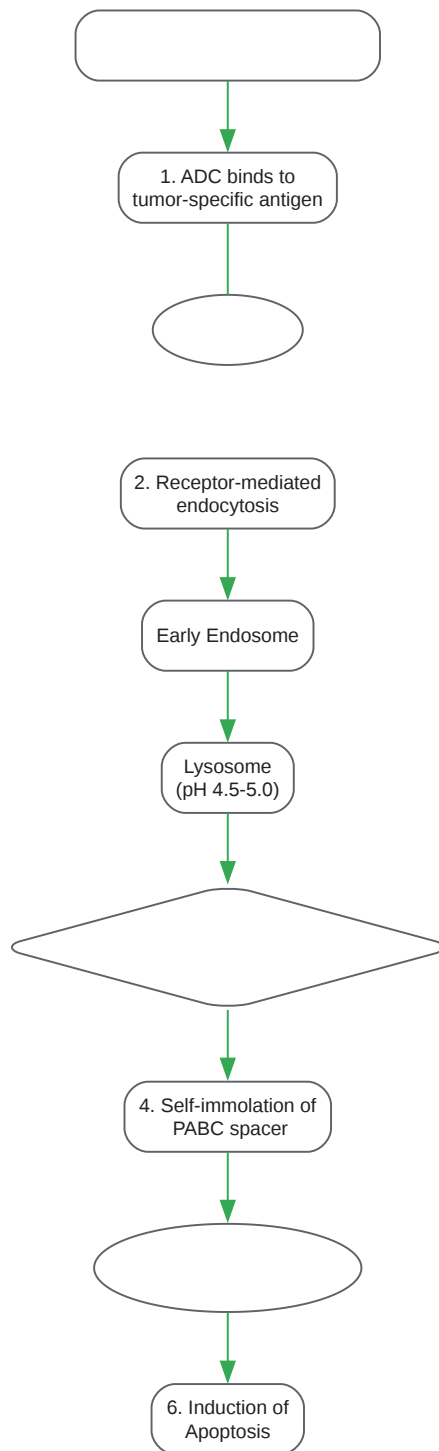 1. ADC binds to
tumor-specific antigen
2. Receptor-mediated
endocytosis
Early Endosome
Lysosome
(pH 4.5-5.0)
4. Self-immolation of
PABC spacer
6. Induction of
Apoptosis